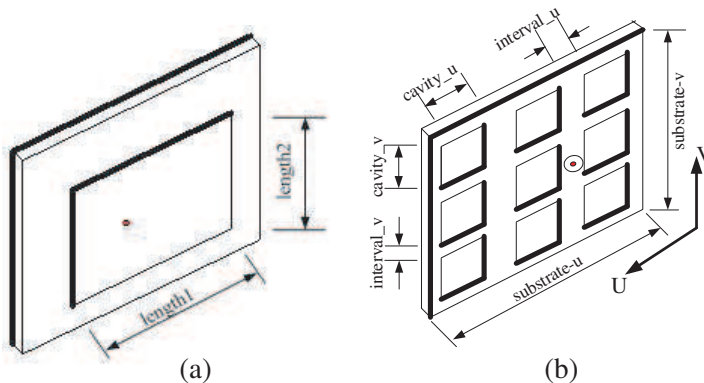 length2
length1
(a)
interval_u
cavity_u
cavity_v
interval_v
substrate-v
substrate-u
V
U
(b)